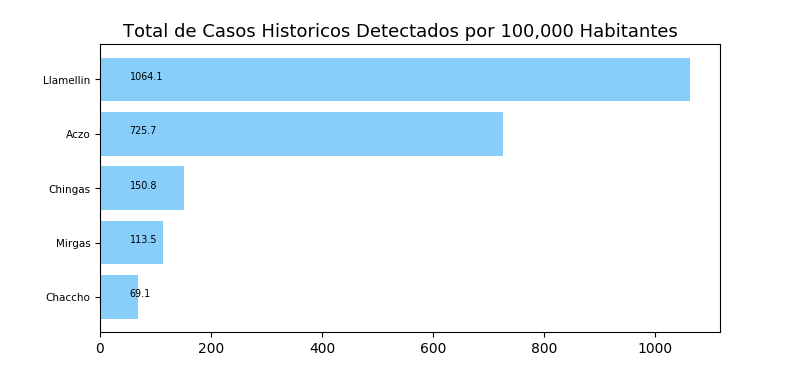 Total de Casos Historicos Detectados por 100,000 Habitantes
Llamellin 1064.1
Aczo 725.7
Chingas 150.8
Mirgas 113.5
Chaccho 69.1
0 200 400 600 800 1000